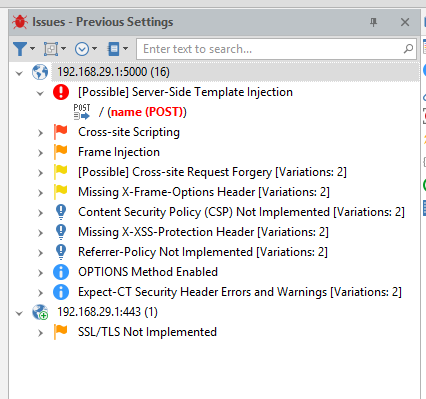 Issues - Previous Settings
Enter text to search...
192.168.29.1:5000 (16)
[Possible] Server-Side Template Injection
POST / (name (POST))
Cross-site Scripting
Frame Injection
[Possible] Cross-site Request Forgery [Variations: 2]
Missing X-Frame-Options Header [Variations: 2]
Content Security Policy (CSP) Not Implemented [Variations: 2]
Missing X-XSS-Protection Header [Variations: 2]
Referrer-Policy Not Implemented [Variations: 2]
OPTIONS Method Enabled
Expect-CT Security Header Errors and Warnings [Variations: 2]
192.168.29.1:443 (1)
SSL/TLS Not Implemented